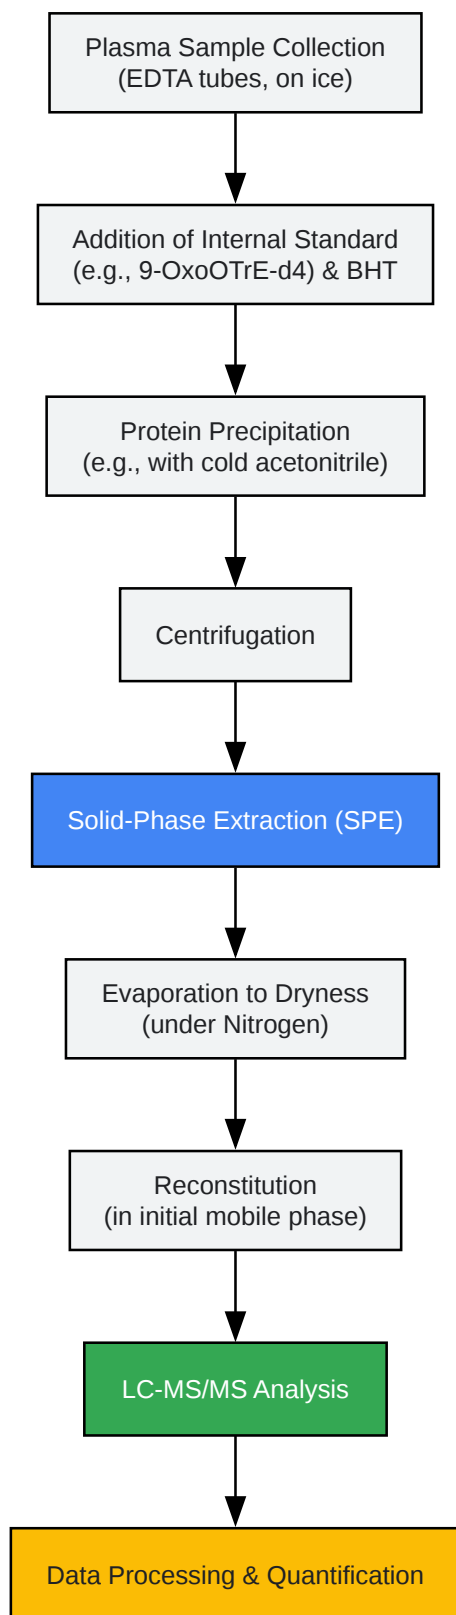 Plasma Sample Collection
(EDTA tubes, on ice)
Addition of Internal Standard
(e.g., 9-OxoOTrE-d4) & BHT
Protein Precipitation
(e.g., with cold acetonitrile)
Centrifugation
Solid-Phase Extraction (SPE)
Evaporation to Dryness
(under Nitrogen)
Reconstitution
(in initial mobile phase)
LC-MS/MS Analysis
Data Processing & Quantification